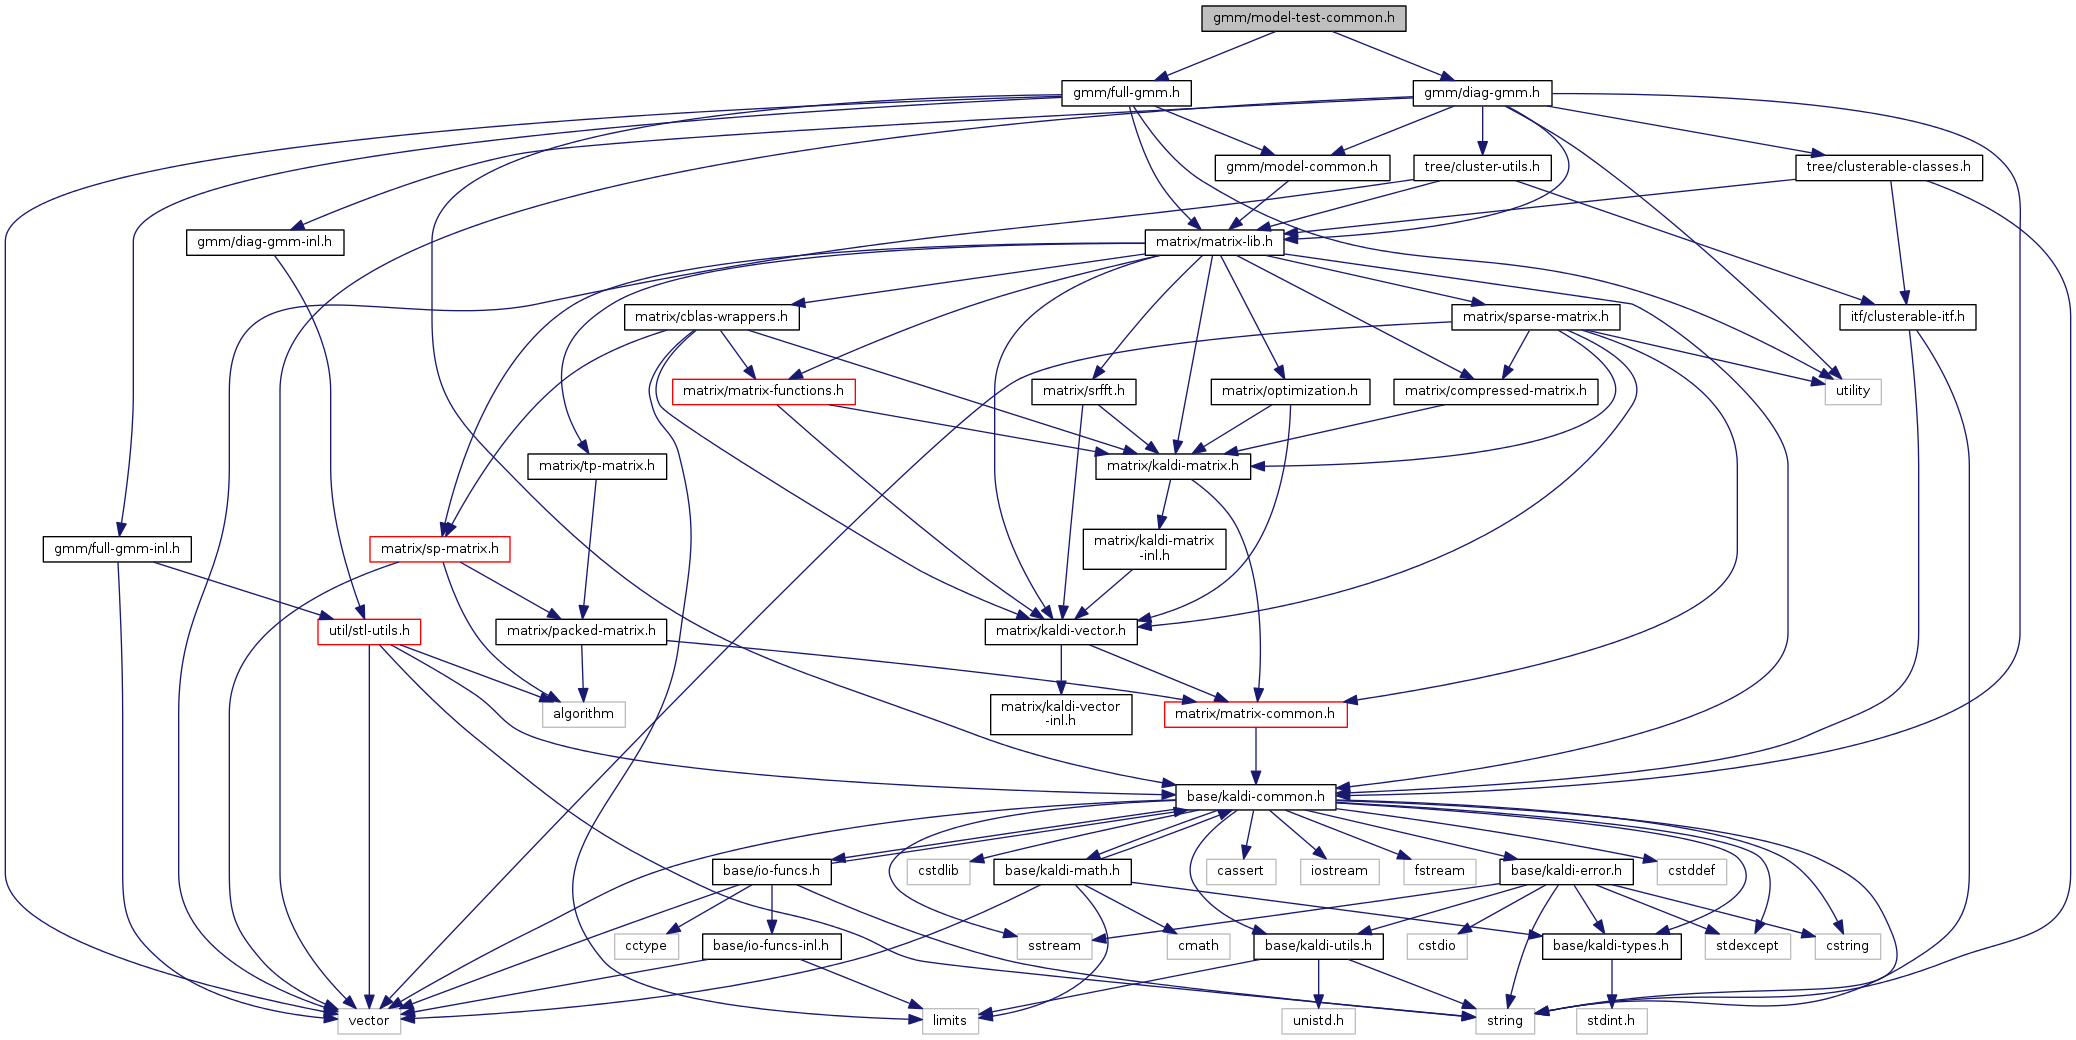 gmm/model-test-common.h
gmm/full-gmm.h
gmm/diag-gmm.h
gmm/model-common.h
tree/cluster-utils.h
tree/clusterable-classes.h
gmm/diag-gmm-inl.h
matrix/matrix-lib.h
matrix/cblas-wrappers.h
matrix/sparse-matrix.h
itf/clusterable-itf.h
matrix/matrix-functions.h
matrix/srfft.h
matrix/optimization.h
matrix/compressed-matrix.h
utility
matrix/tp-matrix.h
matrix/kaldi-matrix.h
gmm/full-gmm-inl.h
matrix/sp-matrix.h
matrix/kaldi-matrix
-inl.h
util/stl-utils.h
matrix/packed-matrix.h
matrix/kaldi-vector.h
algorithm
matrix/kaldi-vector
-inl.h
matrix/matrix-common.h
base/kaldi-common.h
base/io-funcs.h
cstdlib
base/kaldi-math.h
cassert
iostream
fstream
base/kaldi-error.h
cstddef
cctype
base/io-funcs-inl.h
sstream
cmath
base/kaldi-utils.h
cstdio
base/kaldi-types.h
stdexcept
cstring
vector
limits
unistd.h
string
stdint.h